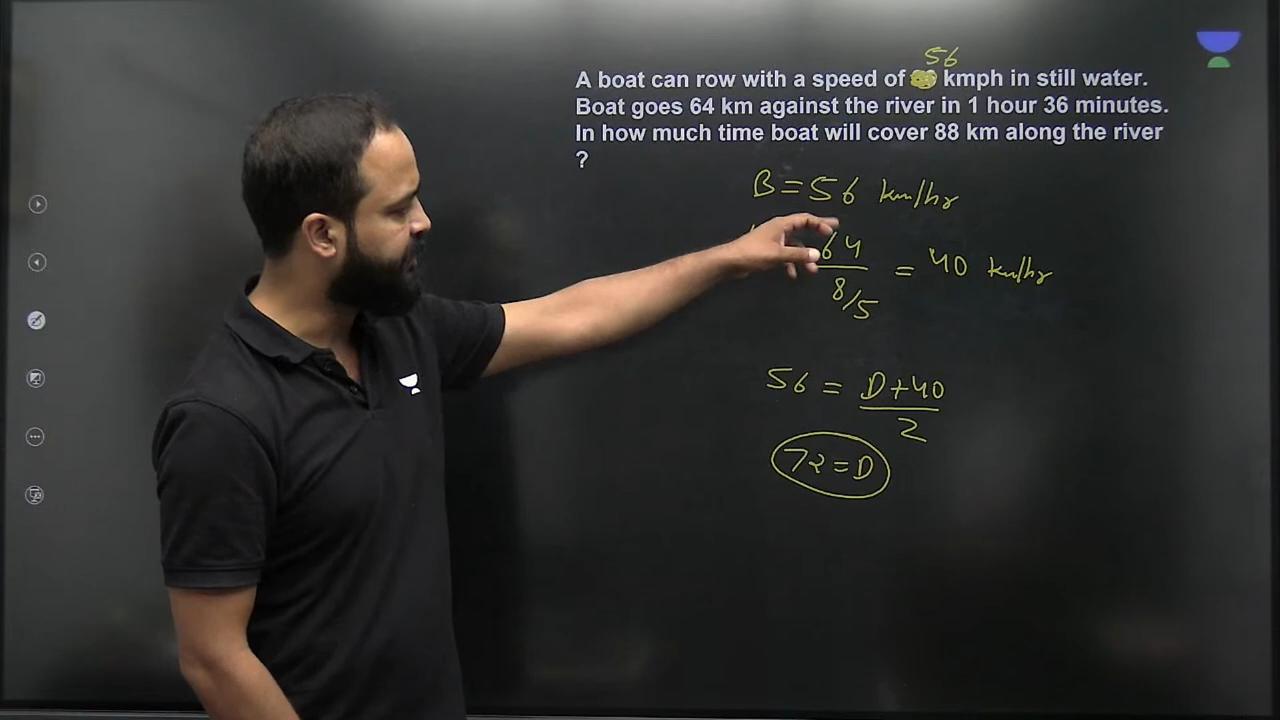 56
A boat can row with a speed of kmph in still water.
Boat goes 64 km against the river in 1 hour 36 minutes.
In how much time boat will cover 88 km along the river
?
B = 56 km/hr
64
8/5
= 40 km/hr
56 = D+40
2
72 = D